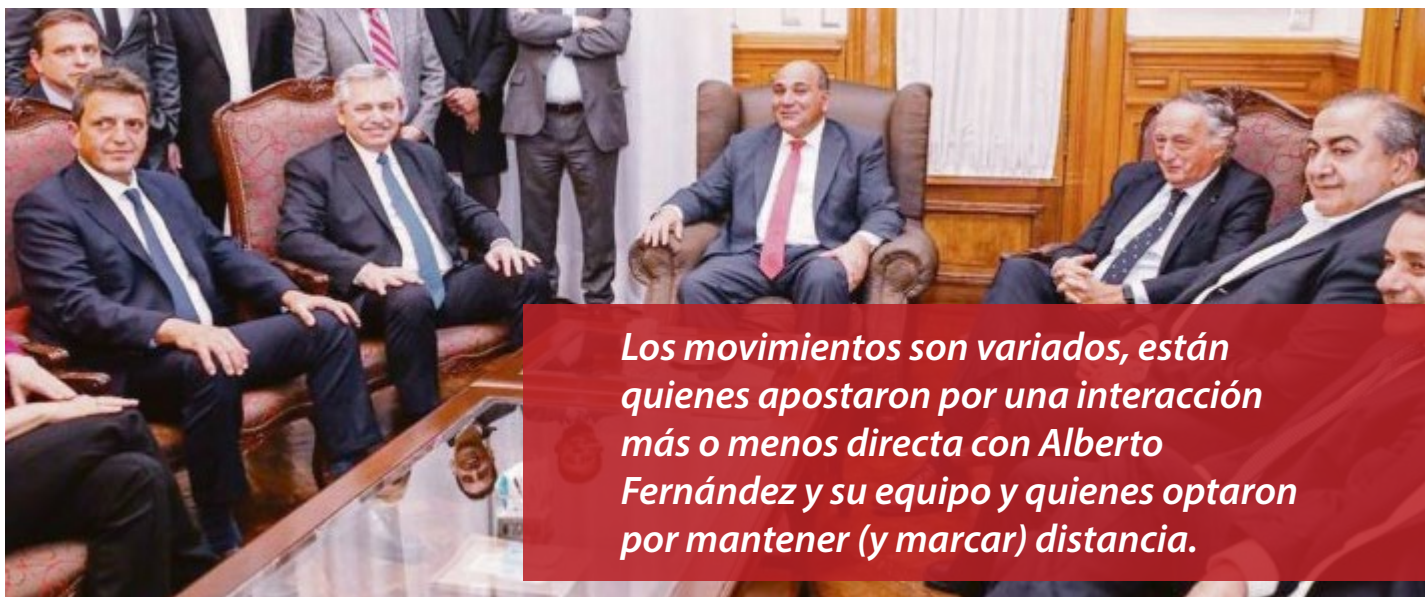 Los movimientos son variados, están
quienes apostaron por una interacción
más o menos directa con Alberto
Fernández y su equipo y quienes optaron
por mantener (y marcar) distancia.